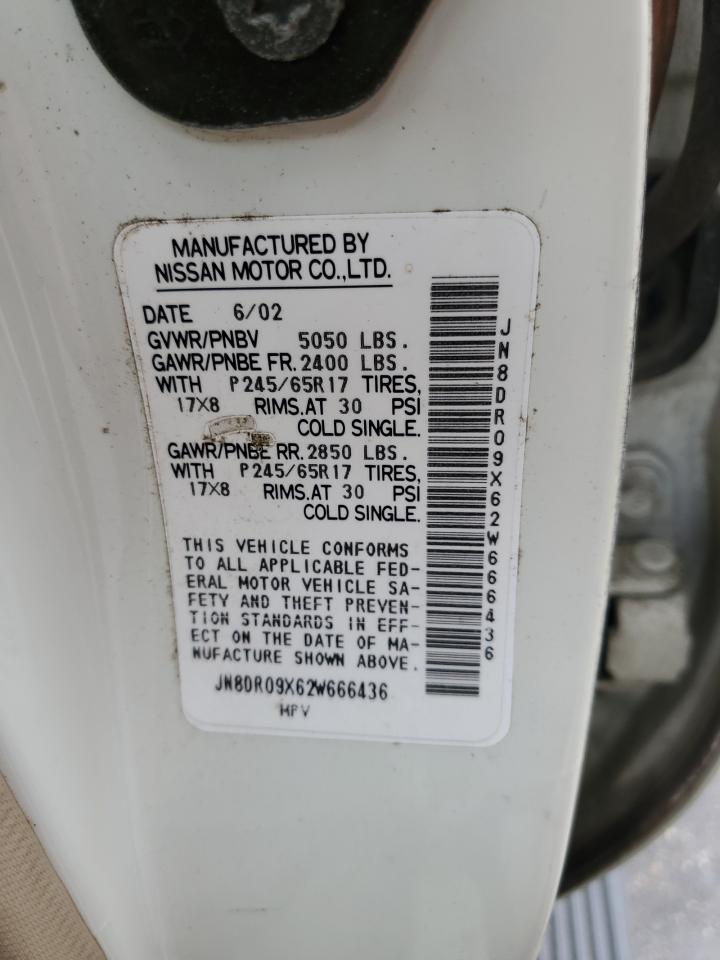 MANUFACTURED BY
NISSAN MOTOR CO.,LTD.
DATE 6/02
GVWR/PNBV 5050 LBS.
GAWR/PNBE FR. 2400 LBS.
WITH P245/65R17 TIRES,
17X8 RIMS.AT 30 PSI
COLD SINGLE.
GAWR/PNBE RR. 2850 LBS.
WITH P245/65R17 TIRES,
17X8 RIMS.AT 30 PSI
COLD SINGLE.
THIS VEHICLE CONFORMS
TO ALL APPLICABLE FED-
ERAL MOTOR VEHICLE SA-
FETY AND THEFT PREVEN-
TION STANDARDS IN EFF-
ECT ON THE DATE OF MA-
NUFACTURE SHOWN ABOVE.
JN8DR09X62W666436
MPV
JN8DR09X62W666436